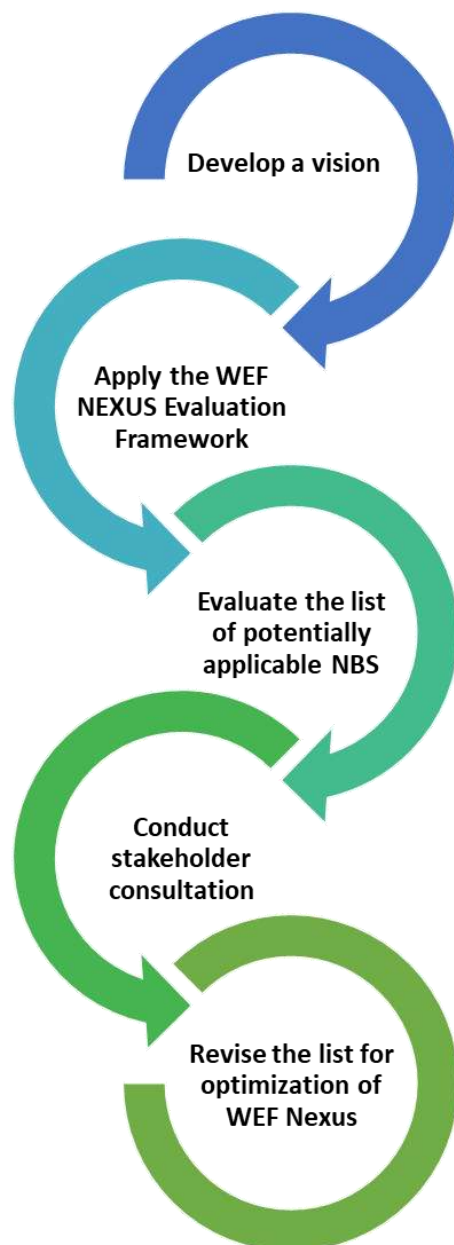 Develop a vision
Apply the WEF
NEXUS Evaluation
Framework
Evaluate the list
of potentially
applicable NBS
Conduct
stakeholder
consultation
Revise the list for
optimization of
WEF Nexus